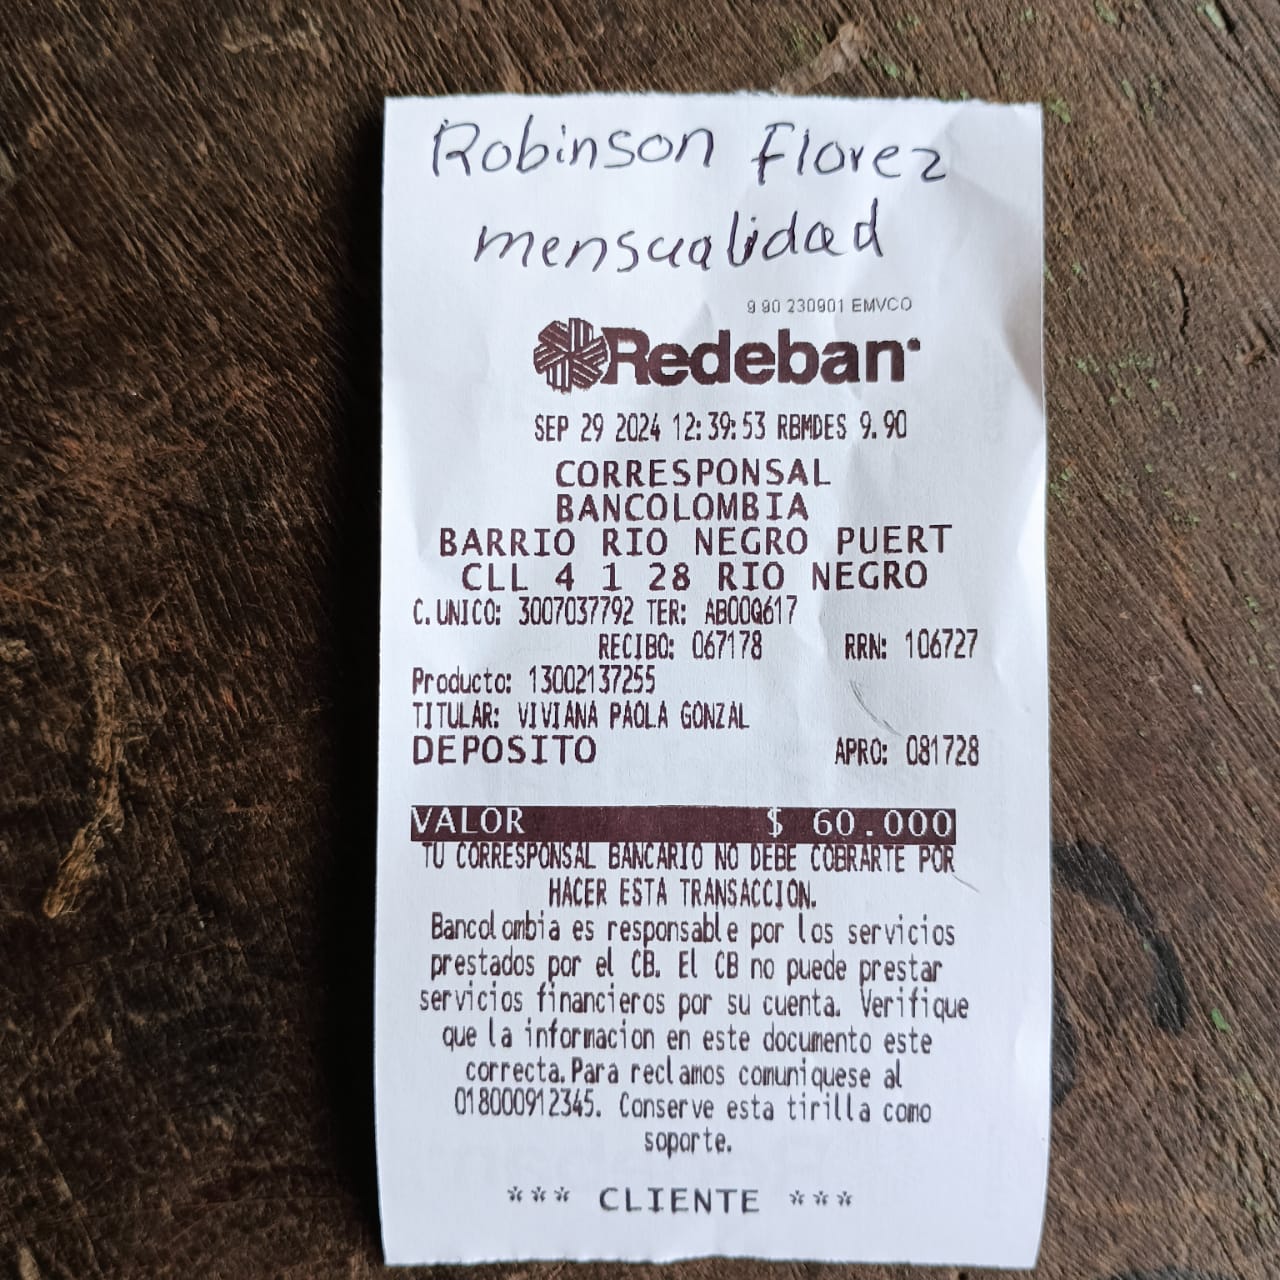 Robinson Florez
mensualidad
9 90 230901 EMVCO
Redeban
SEP 29 2024 12:39:53 RBMDES 9.90
CORRESPONSAL
BANCOLOMBIA
BARRIO RIO NEGRO PUERT
CLL 4 1 28 RIO NEGRO
C.UNICO: 3007037792 TER: AB00Q617
RECIBO: 067178 RRN: 106727
Producto: 13002137255
TITULAR: VIVIANA PAOLA GONZAL
DEPOSITO APRO: 081728
VALOR $ 60.000
TU CORRESPONSAL BANCARIO NO DEBE COBRARTE POR
HACER ESTA TRANSACCION.
Bancolombia es responsable por los servicios
prestados por el CB. El CB no puede prestar
servicios financieros por su cuenta. Verifique
que la informacion en este documento este
correcta.Para reclamos comuniquese al
018000912345. Conserve esta tirilla como
soporte.
*** CLIENTE ***